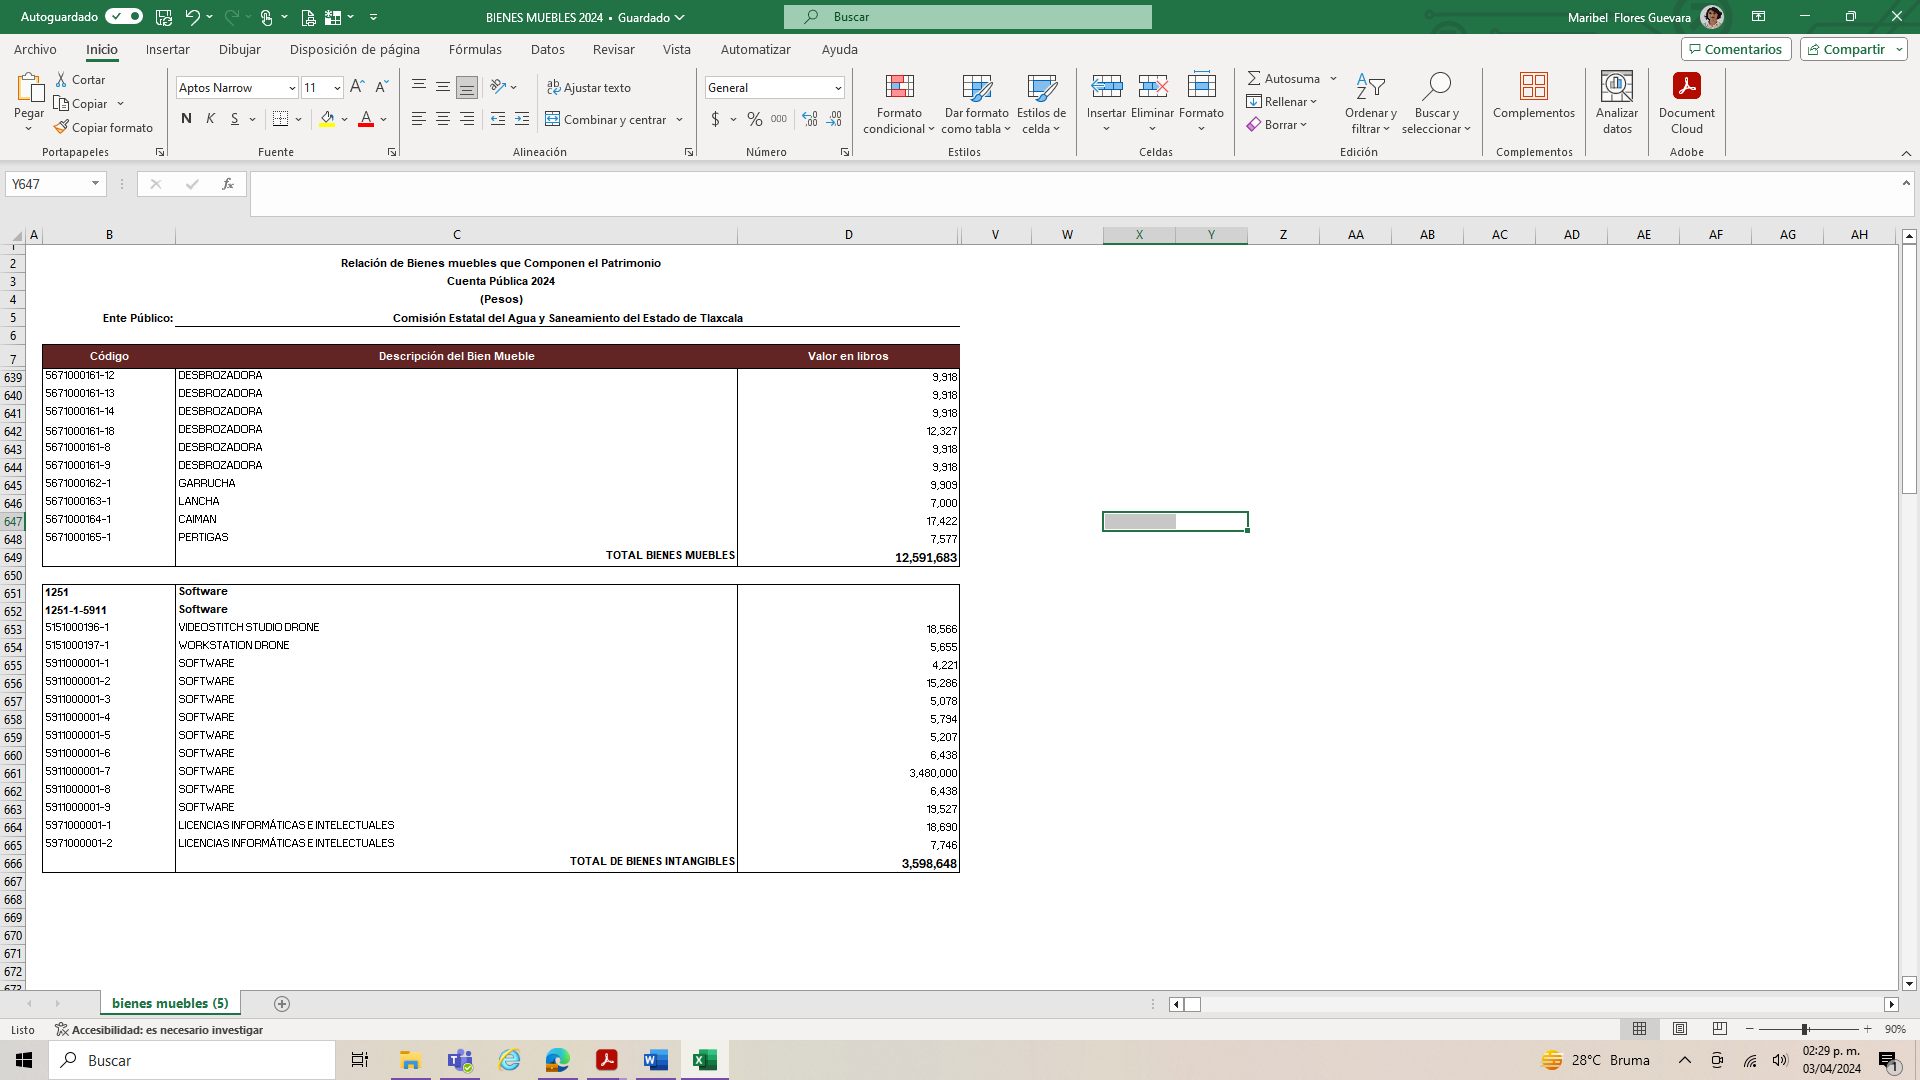 Autoguardado
BIENES MUEBLES 2024 • Guardado
Buscar
Maribel Flores Guevara
Archivo Inicio Insertar Dibujar Disposición de página Fórmulas Datos Revisar Vista Automatizar Ayuda
Comentarios Compartir
Pegar
Cortar
Copiar
Copiar formato
Portapapeles
Aptos Narrow 11
N K S
Fuente
Ajustar texto
Combinar y centrar
Alineación
General
$ % 000
Número
Formato condicional
Dar formato como tabla
Estilos de celda
Estilos
Insertar Eliminar Formato
Celdas
Autosuma
Rellenar
Borrar
Ordenar y filtrar
Buscar y seleccionar
Edición
Complementos
Complementos
Analizar datos
Document Cloud
Adobe
Y647
fx
A B C D V W X Y Z AA AB AC AD AE AF AG AH
2 Relación de Bienes muebles que Componen el Patrimonio
3 Cuenta Pública 2024
4 (Pesos)
5 Ente Público: Comisión Estatal del Agua y Saneamiento del Estado de Tlaxcala
6
7 Código Descripción del Bien Mueble Valor en libros
639 5671000161-12 DESBROZADORA 9,918
640 5671000161-13 DESBROZADORA 9,918
641 5671000161-14 DESBROZADORA 9,918
642 5671000161-18 DESBROZADORA 12,327
643 5671000161-8 DESBROZADORA 9,918
644 5671000161-9 DESBROZADORA 9,918
645 5671000162-1 GARRUCHA 9,909
646 5671000163-1 LANCHA 7,000
647 5671000164-1 CAIMAN 17,422
648 5671000165-1 PERTIGAS 7,577
649 TOTAL BIENES MUEBLES 12,591,683
650
651 1251 Software
652 1251-1-5911 Software
653 5151000196-1 VIDEOSTITCH STUDIO DRONE 18,566
654 5151000197-1 WORKSTATION DRONE 5,655
655 5911000001-1 SOFTWARE 4,221
656 5911000001-2 SOFTWARE 15,286
657 5911000001-3 SOFTWARE 5,078
658 5911000001-4 SOFTWARE 5,794
659 5911000001-5 SOFTWARE 5,207
660 5911000001-6 SOFTWARE 6,438
661 5911000001-7 SOFTWARE 3,480,000
662 5911000001-8 SOFTWARE 6,438
663 5911000001-9 SOFTWARE 19,527
664 5971000001-1 LICENCIAS INFORMÁTICAS E INTELECTUALES 18,690
665 5971000001-2 LICENCIAS INFORMÁTICAS E INTELECTUALES 7,746
666 TOTAL DE BIENES INTANGIBLES 3,598,648
667
668
669
670
671
672
673
bienes muebles (5)
Listo Accesibilidad: es necesario investigar
90%
Buscar
28°C Bruma
02:29 p. m.
03/04/2024
1